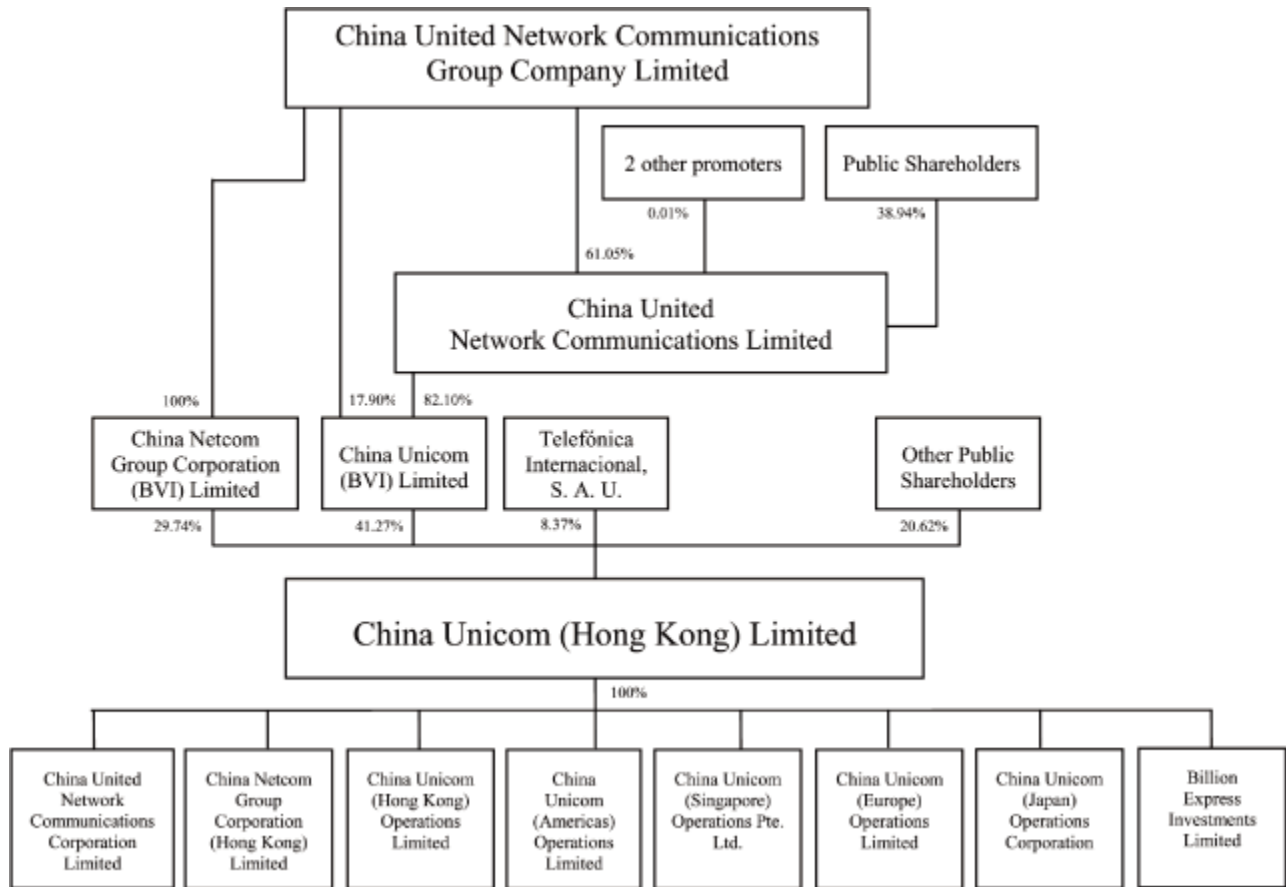 China United Network Communications
Group Company Limited
2 other promoters
Public Shareholders
0.01%
38.94%
61.05%
China United
Network Communications Limited
100%
17.90%
82.10%
China Netcom
Group Corporation
(BVI) Limited
China Unicom
(BVI) Limited
Telefónica
Internacional,
S. A. U.
Other Public
Shareholders
29.74%
41.27%
8.37%
20.62%
China Unicom (Hong Kong) Limited
100%
China United
Network
Communications
Corporation
Limited
China Netcom
Group
Corporation
(Hong Kong)
Limited
China Unicom
(Hong Kong)
Operations
Limited
China
Unicom
(Americas)
Operations
Limited
China Unicom
(Singapore)
Operations Pte.
Ltd.
China Unicom
(Europe)
Operations
Limited
China Unicom
(Japan)
Operations
Corporation
Billion
Express
Investments
Limited